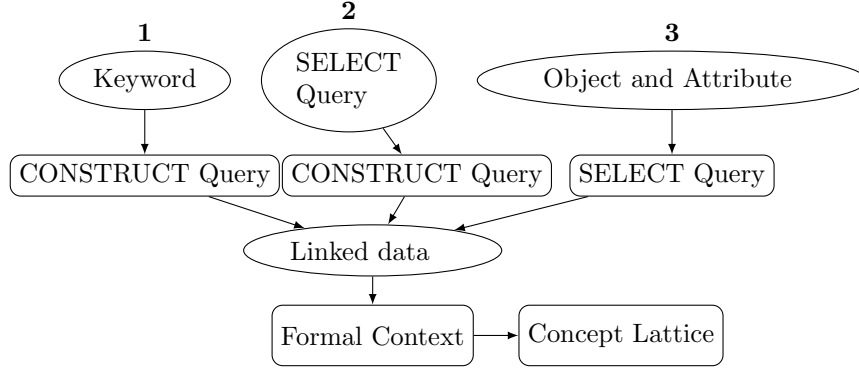 1
2
3
Keyword
SELECT
Query
Object and Attribute
CONSTRUCT Query
CONSTRUCT Query
SELECT Query
Linked data
Formal Context
Concept Lattice